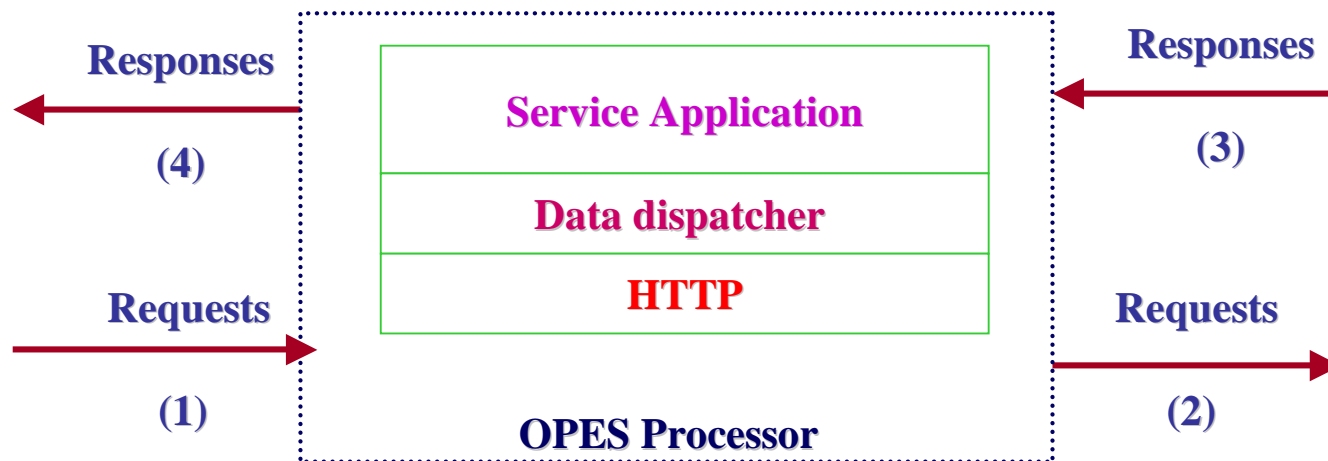 Responses
(4)
Requests
(1)
Service Application
Data dispatcher
HTTP
OPES Processor
Responses
(3)
Requests
(2)